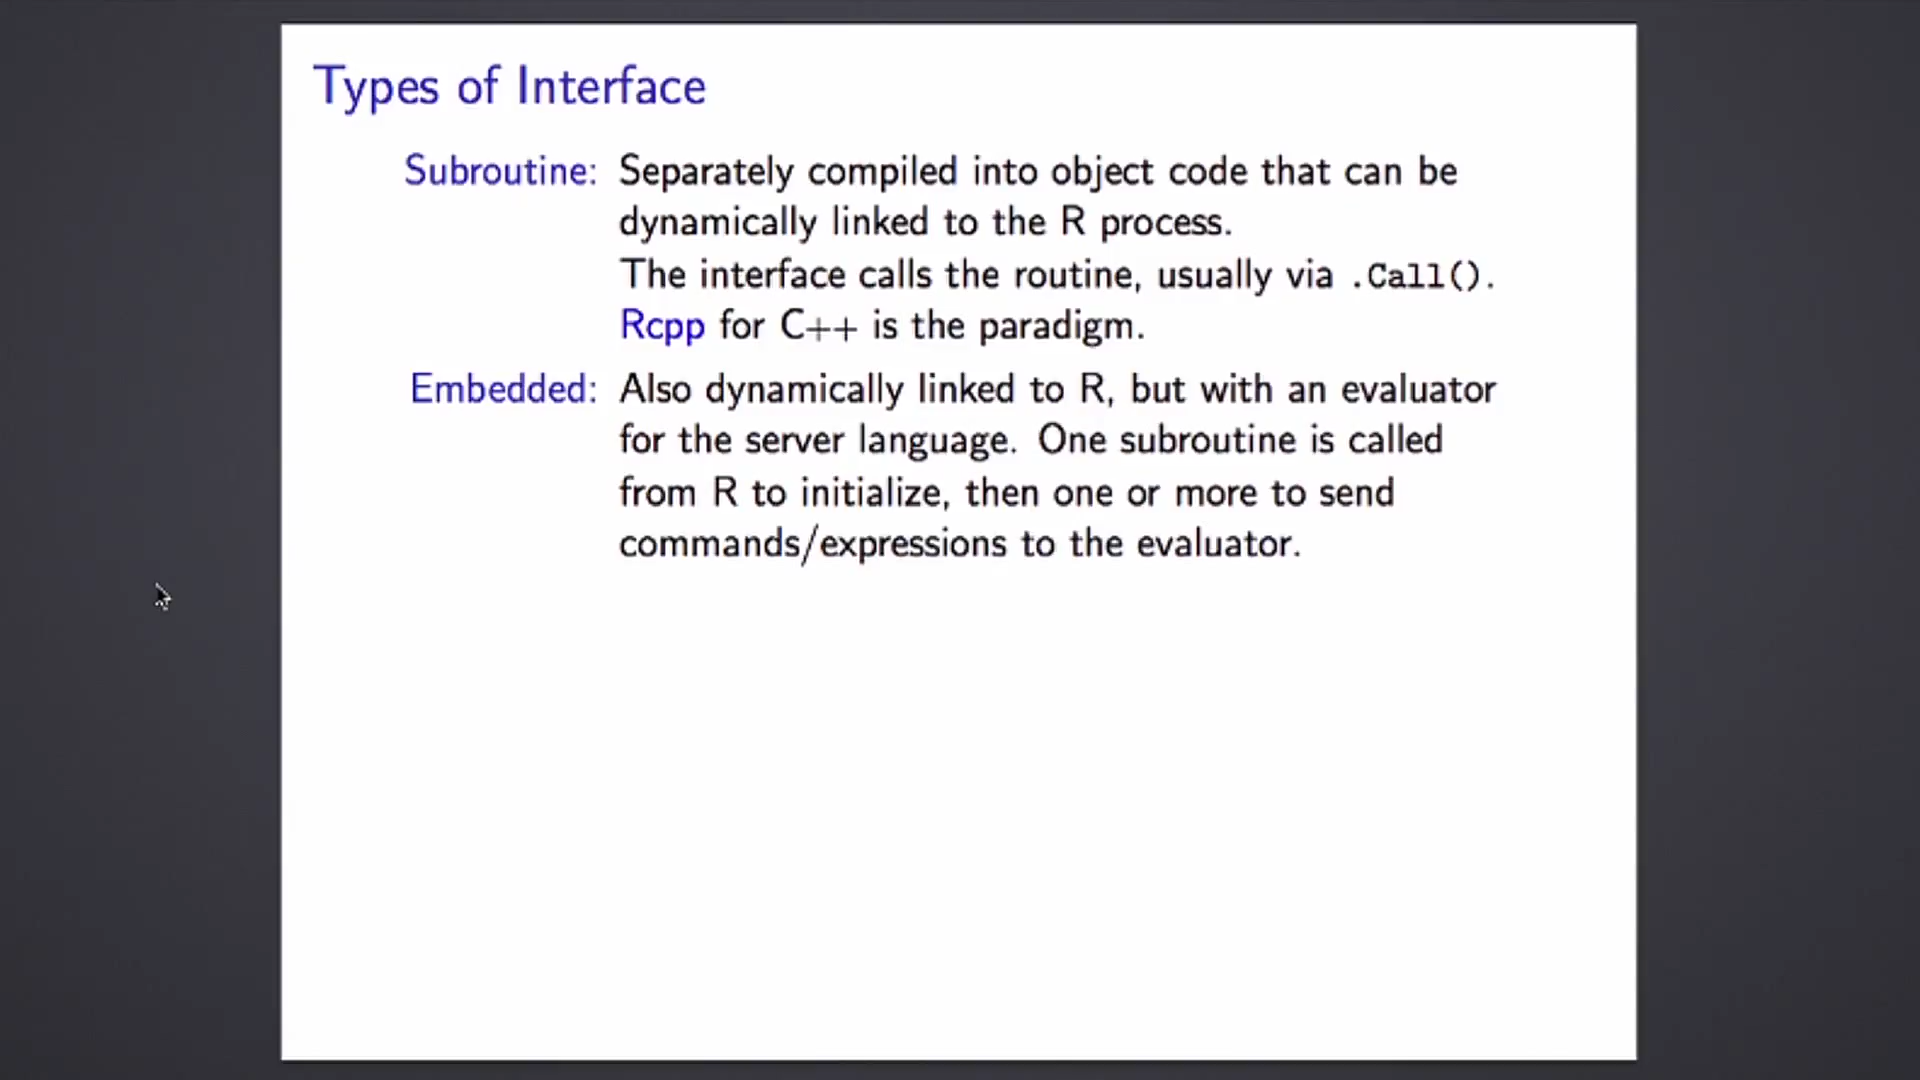 Types of Interface
Subroutine: Separately compiled into object code that can be
dynamically linked to the R process.
The interface calls the routine, usually via .Call().
Rcpp for C++ is the paradigm.
Embedded: Also dynamically linked to R, but with an evaluator
for the server language. One subroutine is called
from R to initialize, then one or more to send
commands/expressions to the evaluator.